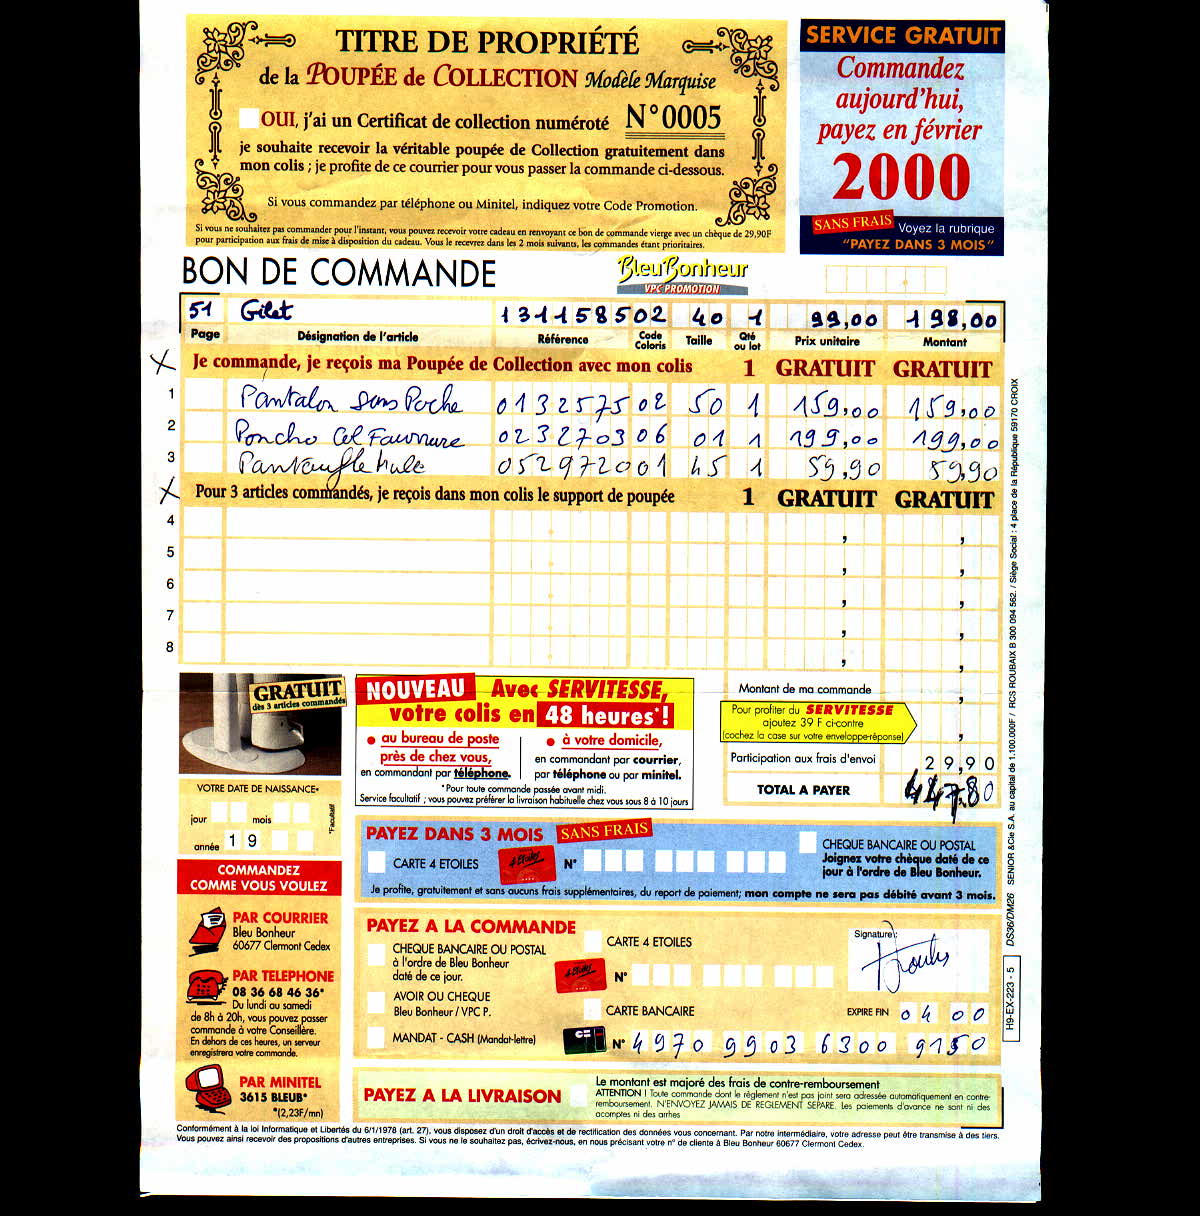 TITRE DE PROPRIÉTÉ
de la POUPÉE de COLLECTION Modèle Marquise
OUI, j'ai un Certificat de collection numéroté N°0005
je souhaite recevoir la véritable poupée de Collection gratuitement dans
mon colis ; je profite de ce courrier pour vous passer la commande ci-dessous.
Si vous commandez par téléphone ou Minitel, indiquez votre Code Promotion.
Si vous ne souhaitez pas commander pour l'instant, vous pouvez recevoir votre cadeau en renvoyant ce bon de commande vierge avec un chèque de 29,90F
pour participation aux frais de mise à disposition du cadeau. Vous le recevrez dans les 2 mois suivants, les commandes étant prioritaires.
SERVICE GRATUIT
Commandez
aujourd'hui,
payez en février
2000
SANS FRAIS Voyez la rubrique
"PAYEZ DANS 3 MOIS"
BON DE COMMANDE
BleuBonheur
VPC PROMOTION
51 Gilet 1311585 02 40 1 99,00 198,00
Page Désignation de l'article Référence Code Coloris Taille Qté ou lot Prix unitaire Montant
X Je commande, je reçois ma Poupée de Collection avec mon colis 1 GRATUIT GRATUIT
1 Pantalon sans Poche 0132575 02 50 1 159,00 159,00
2 Poncho Col Fourrure 0232703 06 01 1 199,00 199,00
3 Pantoufle mule 0529720 01 45 1 59,90 59,90
X Pour 3 articles commandés, je reçois dans mon colis le support de poupée 1 GRATUIT GRATUIT
4 , ,
5 , ,
6 , ,
7 , ,
8 , ,
GRATUIT
dès 3 articles commandés
NOUVEAU Avec SERVITESSE,
votre colis en 48 heures*!
• au bureau de poste
près de chez vous,
en commandant par téléphone.
• à votre domicile,
en commandant par courrier,
par téléphone ou par minitel.
*Pour toute commande passée avant midi.
Service facultatif ; vous pouvez préférer la livraison habituelle chez vous sous 8 à 10 jours
Montant de ma commande
Pour profiter du SERVITESSE
ajoutez 39 F ci-contre
(cochez la case sur votre enveloppe-réponse)
Participation aux frais d'envoi 29,90
TOTAL A PAYER 447,80
VOTRE DATE DE NAISSANCE*
jour mois
année 1 9
*Facultatif
COMMANDEZ
COMME VOUS VOULEZ
PAR COURRIER
Bleu Bonheur
60677 Clermont Cedex
PAR TELEPHONE
08 36 68 46 36*
Du lundi au samedi
de 8h à 20h, vous pouvez passer
commande à votre Conseillère.
En dehors de ces heures, un serveur
enregistrera votre commande.
PAR MINITEL
3615 BLEUB*
*(2,23F/mn)
PAYEZ DANS 3 MOIS SANS FRAIS
CARTE 4 ETOILES 4 Etoiles N°
CHEQUE BANCAIRE OU POSTAL
Joignez votre chèque daté de ce
jour à l'ordre de Bleu Bonheur.
Je profite, gratuitement et sans aucuns frais supplémentaires, du report de paiement; mon compte ne sera pas débité avant 3 mois.
PAYEZ A LA COMMANDE
CHEQUE BANCAIRE OU POSTAL
à l'ordre de Bleu Bonheur
daté de ce jour.
AVOIR OU CHEQUE
Bleu Bonheur / VPC P.
MANDAT - CASH (Mandat-lettre)
CARTE 4 ETOILES
4 Etoiles N°
CARTE BANCAIRE
N° 4970 9903 6300 9150
Signature :
EXPIRE FIN 04 00
PAYEZ A LA LIVRAISON
Le montant est majoré des frais de contre-remboursement
ATTENTION ! Toute commande dont le règlement n'est pas joint sera adressée automatiquement en contre-
remboursement. N'ENVOYEZ JAMAIS DE REGLEMENT SEPARE. Les paiements d'avance ne sont ni des
acomptes ni des arrhes
Conformément à la loi Informatique et Libertés du 6/1/1978 (art. 27), vous disposez d'un droit d'accès et de rectification des données vous concernant. Par notre intermédiaire, votre adresse peut être transmise à des tiers.
Vous pouvez ainsi recevoir des propositions d'autres entreprises. Si vous ne le souhaitez pas, écrivez-nous, en nous précisant votre n° de cliente à Bleu Bonheur 60677 Clermont Cedex.
H9-EX-223 - 5
DS36/DM26 SENIOR &Cie S.A. au capital de 1.100.000F / RCS ROUBAIX B 300 094 562. / Siège Social : 4 place de la République 59170 CROIX